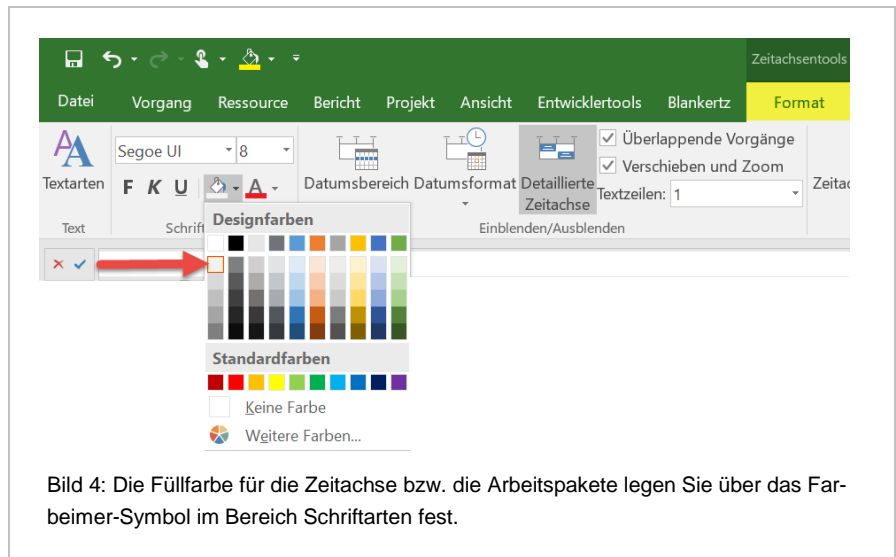 Zeitachsentools
Datei Vorgang Ressource Bericht Projekt Ansicht Entwicklertools Blankertz Format
Segoe UI 8
Textarten
F K U A
Datumsbereich Datumsformat Detaillierte Zeitachse
Überlappende Vorgänge
Verschieben und Zoom
Textzeilen: 1
Text Schrift Einblenden/Ausblenden
Designfarben
Standardfarben
Keine Farbe
Weitere Farben...
Bild 4: Die Füllfarbe für die Zeitachse bzw. die Arbeitspakete legen Sie über das Far-
beimer-Symbol im Bereich Schriftarten fest.